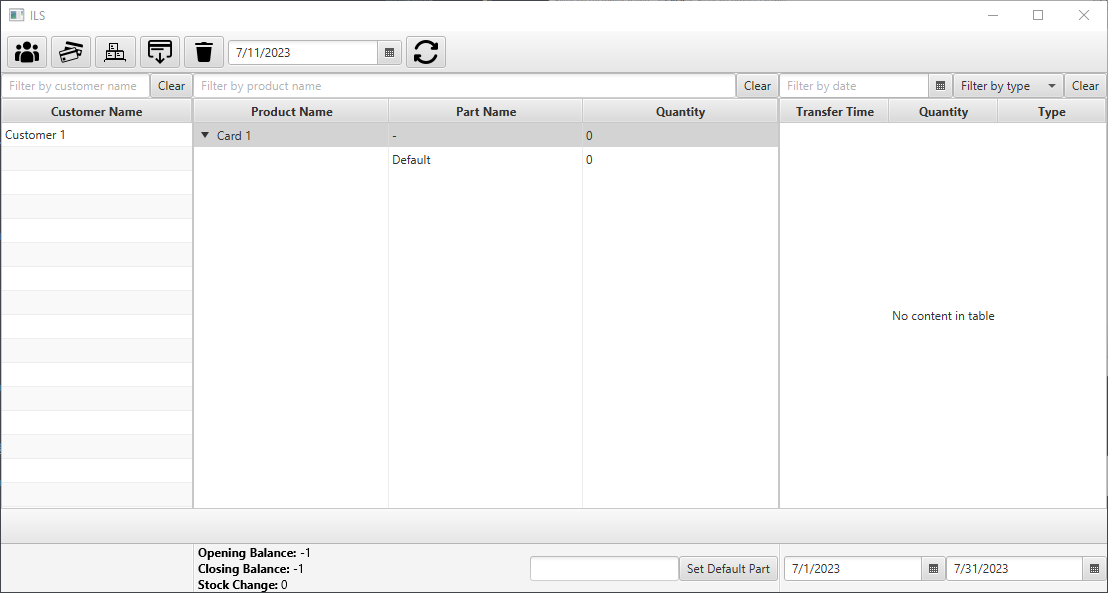 ILS
7/11/2023
Filter by customer name Clear Filter by product name Clear Filter by date Filter by type Clear
Customer Name Product Name Part Name Quantity Transfer Time Quantity Type
Customer 1 Card 1 - 0
Default 0
No content in table
Opening Balance: -1
Closing Balance: -1
Stock Change: 0
Set Default Part 7/1/2023 7/31/2023